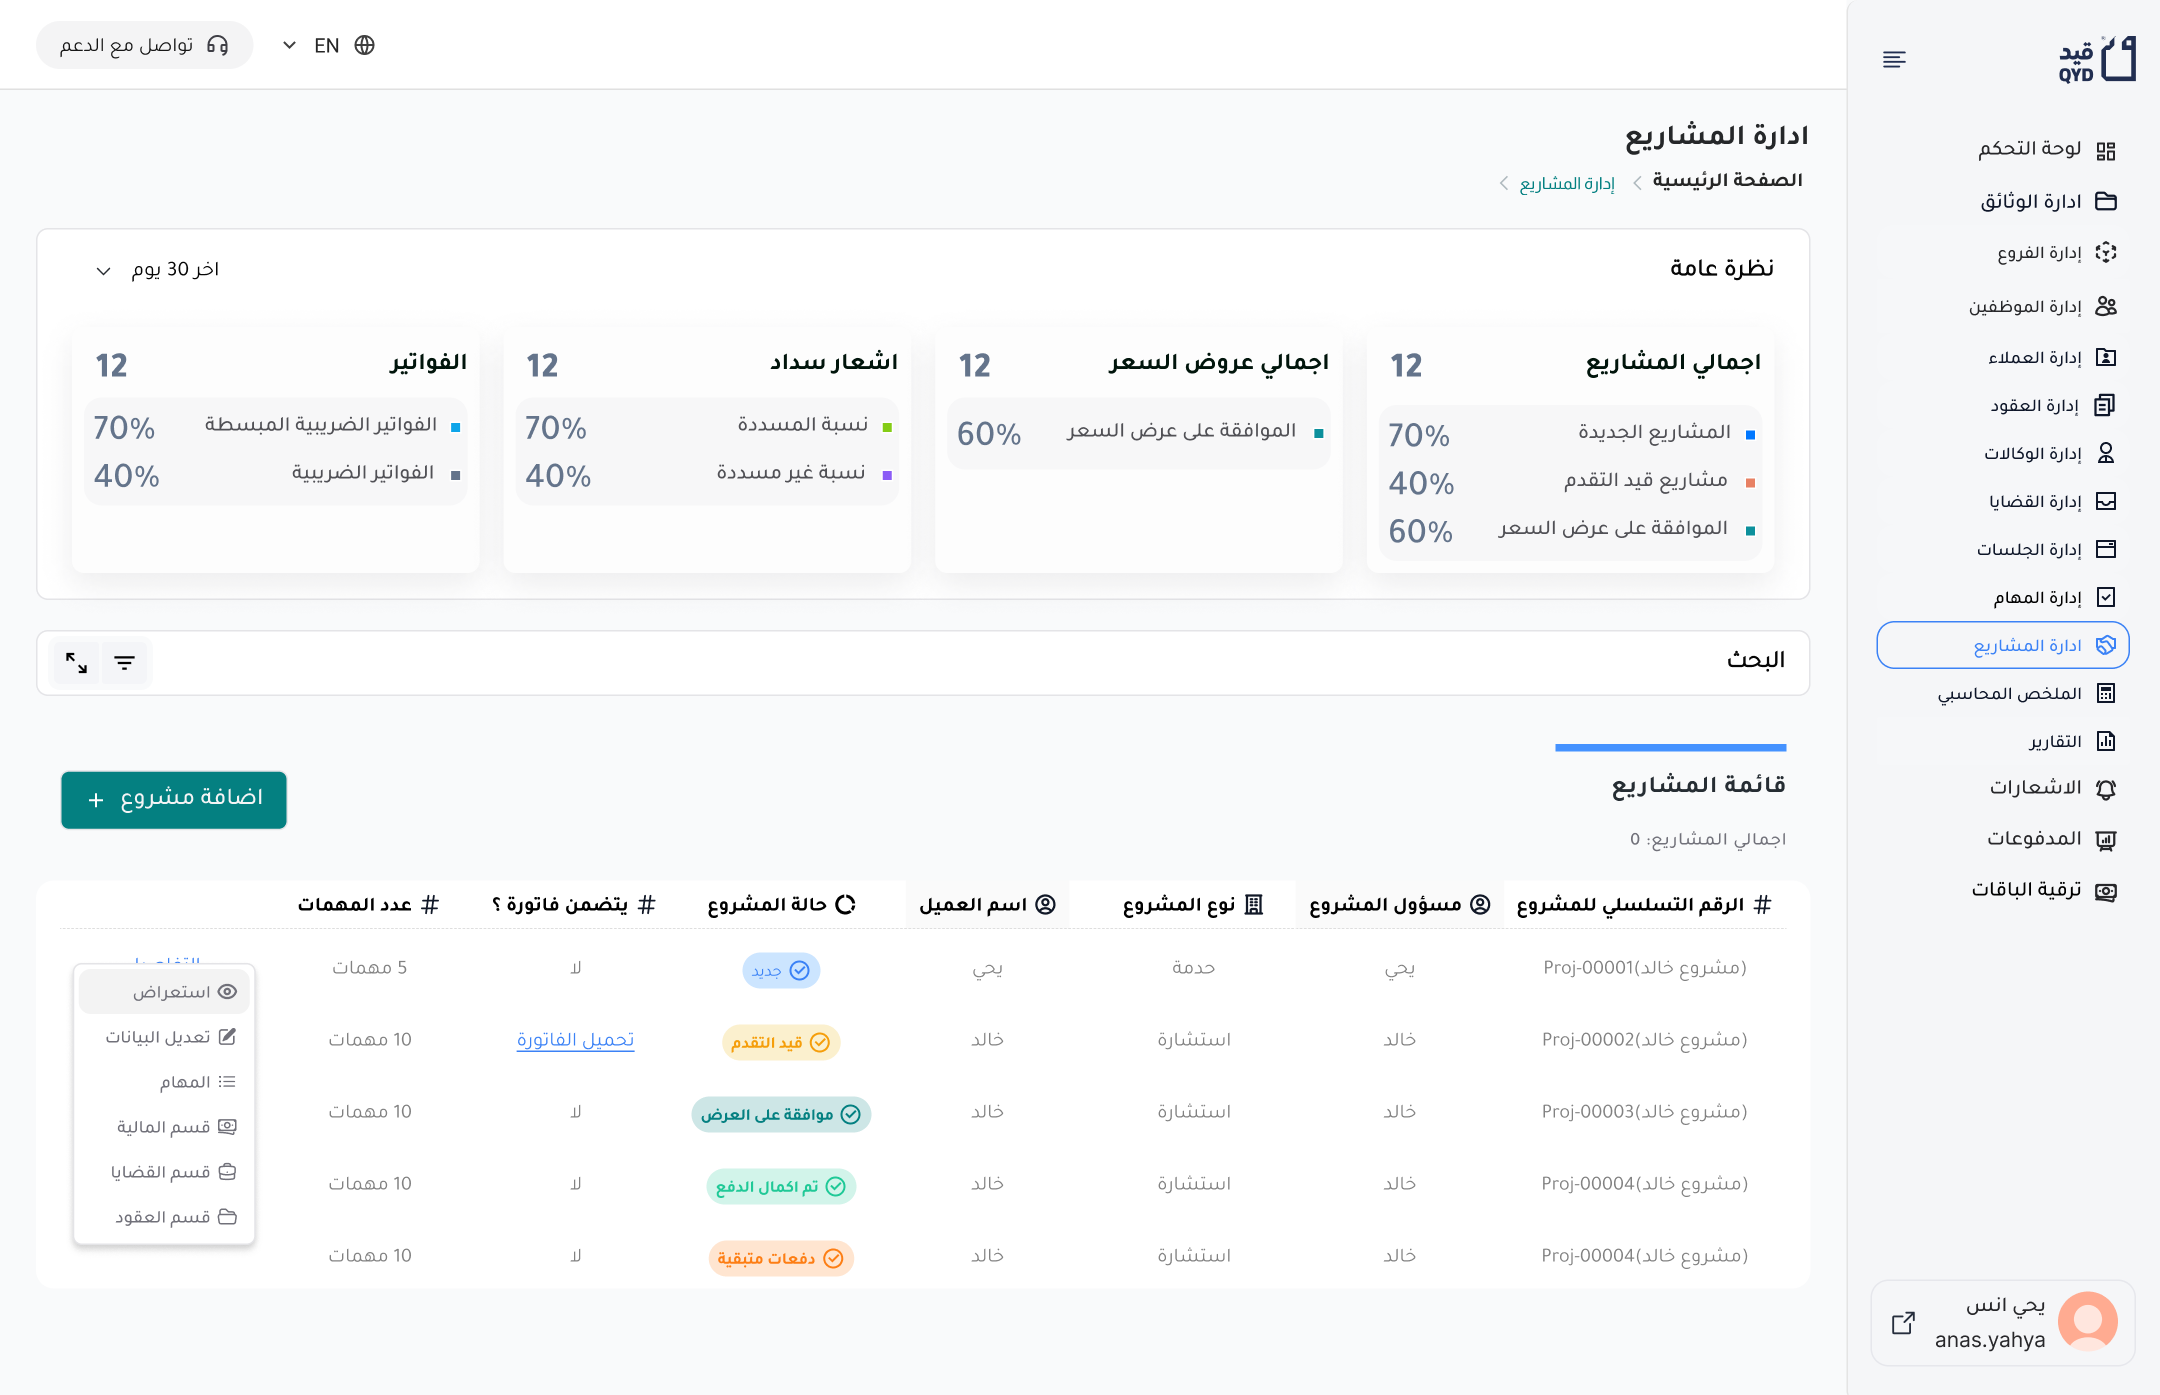 قيد
QYD
لوحة التحكم
ادارة الوثائق
إدارة الفروع
إدارة الموظفين
إدارة العملاء
إدارة العقود
إدارة الوكالات
إدارة القضايا
إدارة الجلسات
إدارة المهام
ادارة المشاريع
الملخص المحاسبي
التقارير
الاشعارات
المدفوعات
ترقية الباقات
يحي انس
anas.yahya
EN
تواصل مع الدعم
ادارة المشاريع
الصفحة الرئيسية
إدارة المشاريع
نظرة عامة
اخر 30 يوم
اجمالي المشاريع 12
المشاريع الجديدة 70%
مشاريع قيد التقدم 40%
الموافقة على عرض السعر 60%
اجمالي عروض السعر 12
الموافقة على عرض السعر 60%
اشعار سداد 12
نسبة المسددة 70%
نسبة غير مسددة 40%
الفواتير 12
الفواتير الضريبية المبسطة 70%
الفواتير الضريبية 40%
البحث
قائمة المشاريع
اضافة مشروع +
اجمالي المشاريع: 0
الرقم التسلسلي للمشروع مسؤول المشروع نوع المشروع اسم العميل حالة المشروع يتضمن فاتورة ؟ عدد المهمات
Proj-00001(مشروع خالد) يحي خدمة يحي جديد لا 5 مهمات
Proj-00002(مشروع خالد) خالد استشارة خالد قيد التقدم تحميل الفاتورة 10 مهمات
Proj-00003(مشروع خالد) خالد استشارة خالد موافقة على العرض لا 10 مهمات
Proj-00004(مشروع خالد) خالد استشارة خالد تم اكمال الدفع لا 10 مهمات
Proj-00004(مشروع خالد) خالد استشارة خالد دفعات متبقية لا 10 مهمات
استعراض
تعديل البيانات
المهام
قسم المالية
قسم القضايا
قسم العقود